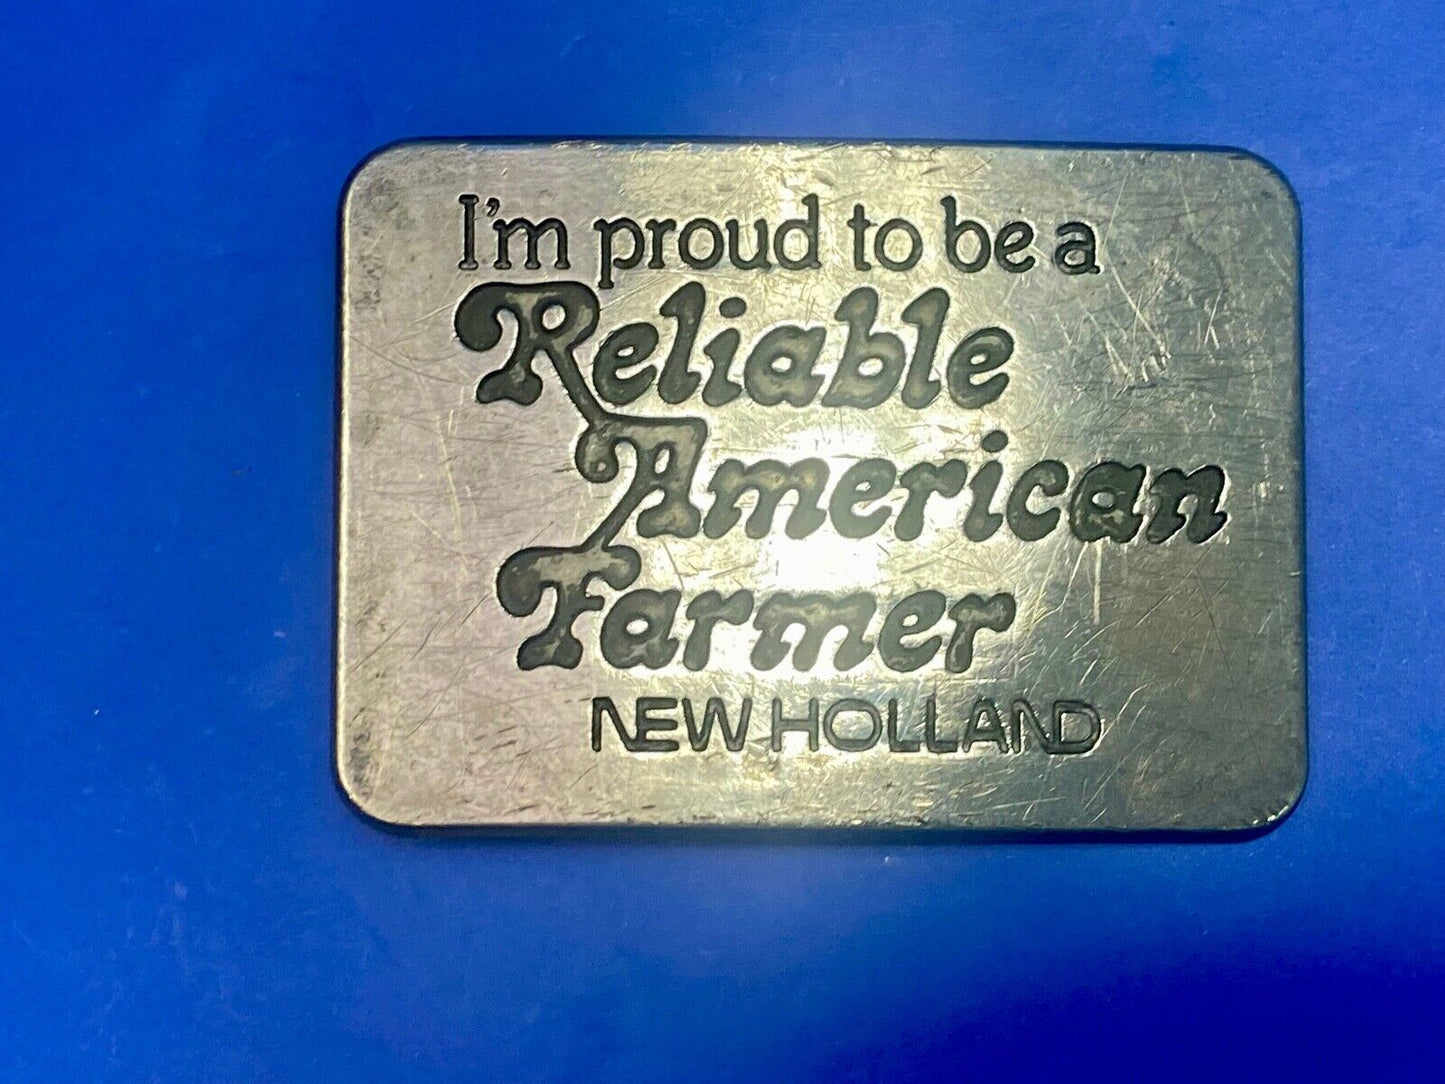 I'm proud to be a
Reliable
American
Farmer
NEW HOLLAND